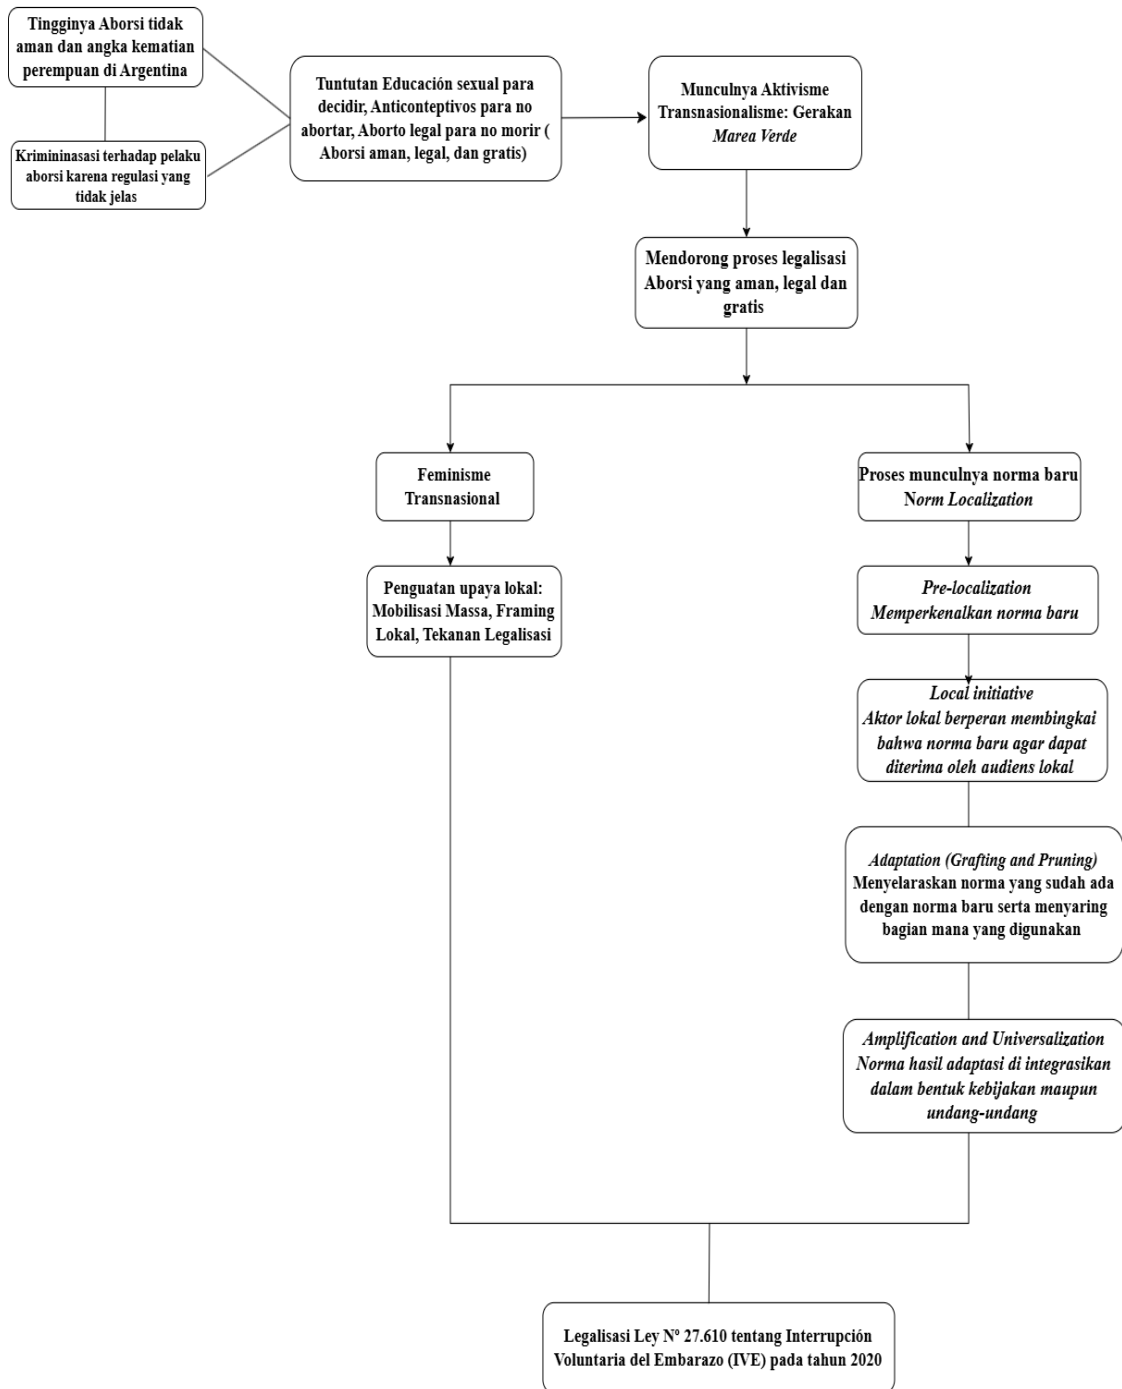 Tingginya Aborsi tidak
aman dan angka kematian
perempuan di Argentina
Krimininasasi terhadap pelaku
aborsi karena regulasi yang
tidak jelas
Tuntutan Educación sexual para
decidir, Anticonteptivos para no
abortar, Aborto legal para no morir (
Aborsi aman, legal, dan gratis)
Munculnya Aktivisme
Transnasionalisme: Gerakan
Marea Verde
Mendorong proses legalisasi
Aborsi yang aman, legal dan
gratis
Feminisme
Transnasional
Penguatan upaya lokal:
Mobilisasi Massa, Framing
Lokal, Tekanan Legalisasi
Proses munculnya norma baru
Norm Localization
Pre-localization
Memperkenalkan norma baru
Local initiative
Aktor lokal berperan membingkai
bahwa norma baru agar dapat
diterima oleh audiens lokal
Adaptation (Grafting and Pruning)
Menyelaraskan norma yang sudah ada
dengan norma baru serta menyaring
bagian mana yang digunakan
Amplification and Universalization
Norma hasil adaptasi di integrasikan
dalam bentuk kebijakan maupun
undang-undang
Legalisasi Ley Nº 27.610 tentang Interrupción
Voluntaria del Embarazo (IVE) pada tahun 2020